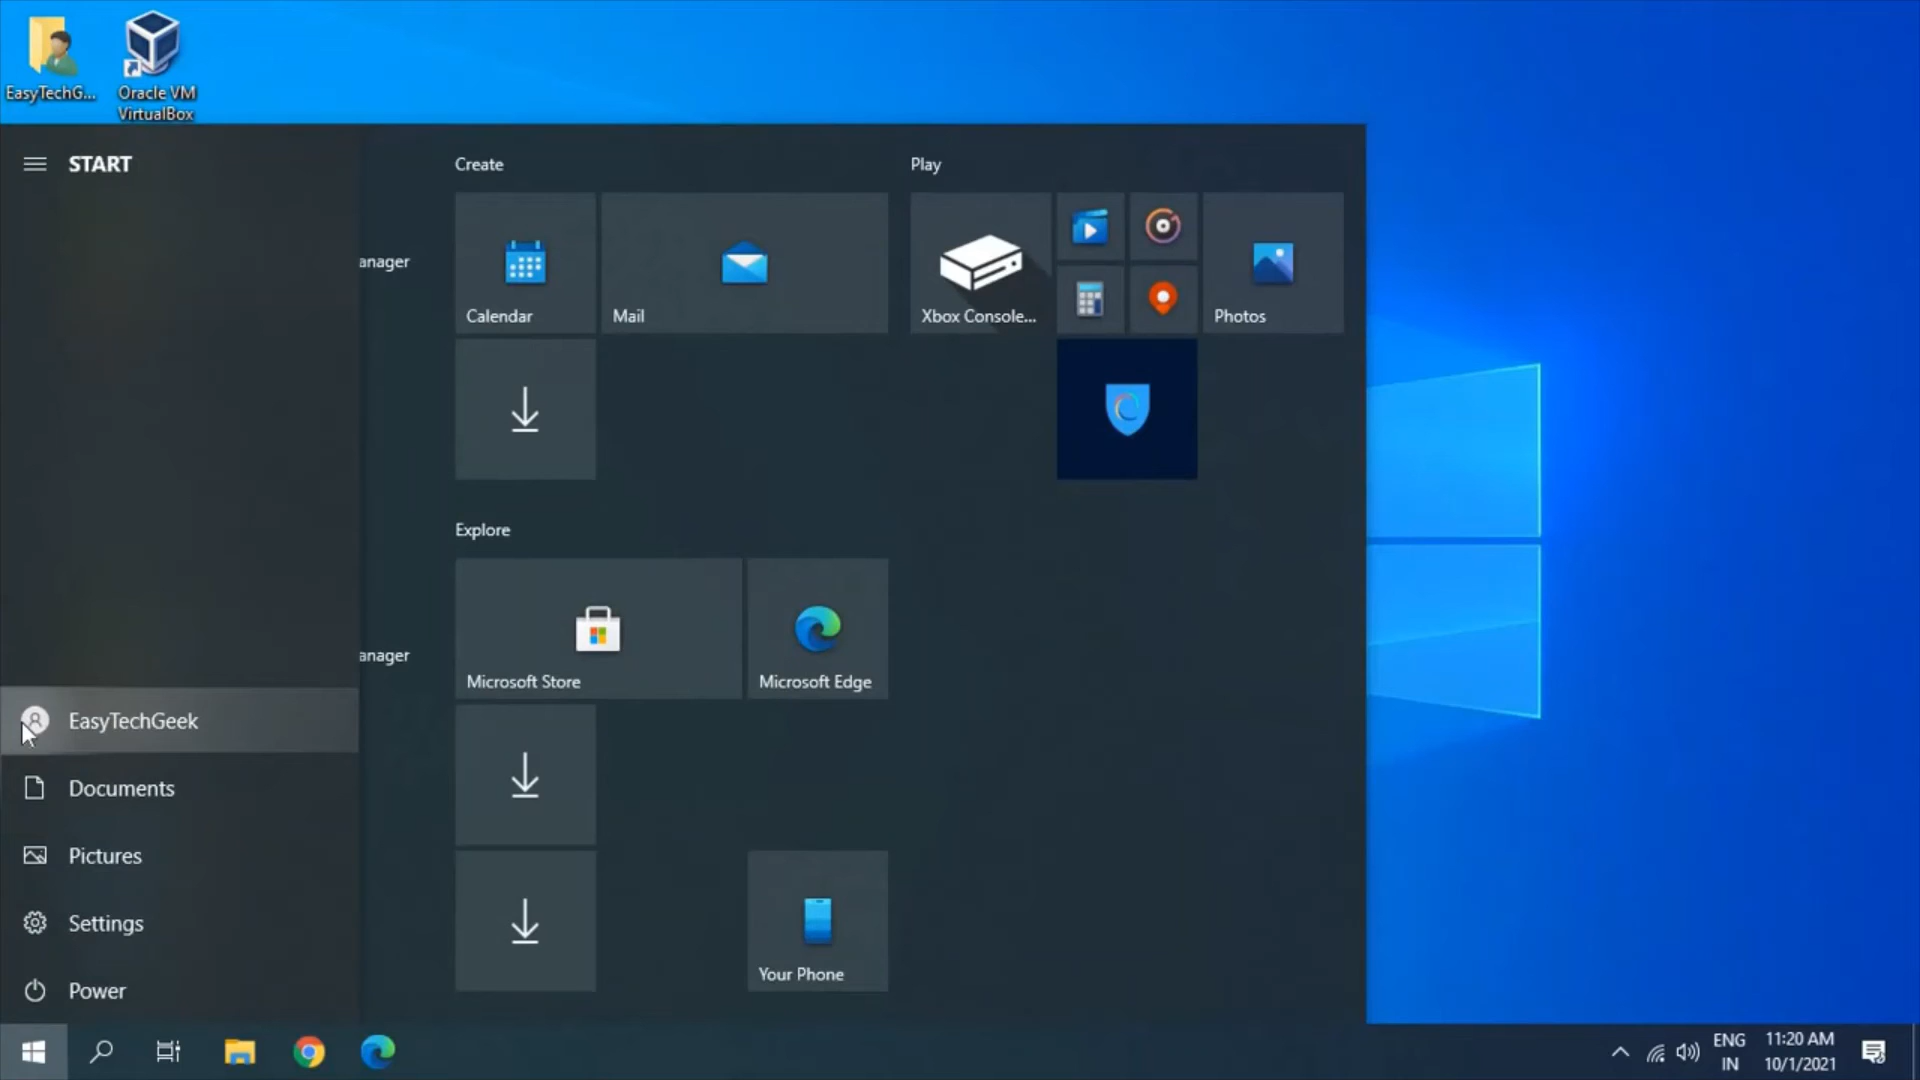 EasyTechG...
Oracle VM
VirtualBox
START
Create
Play
anager
Calendar
Mail
Xbox Console...
Photos
Explore
anager
Microsoft Store
Microsoft Edge
EasyTechGeek
Documents
Pictures
Settings
Your Phone
Power
ENG
IN
11:20 AM
10/1/2021